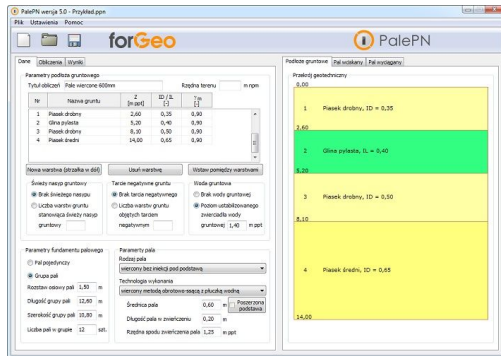 PalePN wersja 5.0 - Przykład.ppn
Plik Ustawienia Pomoc
forGeo
PalePN
Dane Obliczenia Wyniki
Podłoże gruntowe Pal wciskany Pal wyciągany
Parametry podłoża gruntowego
Tytuł obliczeń Pale wiercone 600mm Rzędna terenu m npm
Nr Nazwa gruntu Z [m ppt] ID / IL [-] γm [-]
1 Piasek drobny 2,60 0,35 0,90
2 Glina pylasta 5,20 0,40 0,90
3 Piasek drobny 8,10 0,50 0,90
4 Piasek średni 14,00 0,65 0,90
Nowa warstwa (strzałka w dół) Usuń warstwę Wstaw pomiędzy warstwami
Świeży nasyp gruntowy
Brak świeżego nasypu
Liczba warstw gruntu
stanowiąca świeży nasyp
gruntowy
Tarcie negatywne gruntu
Brak tarcia negatywnego
Liczba warstw gruntu
objętych tarciem
negatywnym
Woda gruntowa
Brak wody gruntowej
Poziom ustabilizowanego
zwierciadła wody
gruntowej 1,40 m ppt
Parametry fundamentu palowego
Pal pojedynczy
Grupa pali
Rozstaw osiowy pali 1,50 m
Długość grupy pali 12,60 m
Szerokość grupy pali 10,80 m
Liczba pali w grupie 12 szt.
Parametry pala
Rodzaj pala
wiercony bez iniekcji pod podstawą
Technologia wykonania
wiercony metodą obrotowo-ssącą z płuczką wodną
Średnica pala 0,60 m
Poszerzona
podstawa
Długość pala w zwieńczeniu 0,20 m
Rzędna spodu zwieńczenia pala 1,25 m ppt
Przekrój geotechniczny
0,00
1 Piasek drobny, ID = 0,35
2,60
2 Glina pylasta, IL = 0,40
5,20
3 Piasek drobny, ID = 0,50
8,10
4 Piasek średni, ID = 0,65
14,00